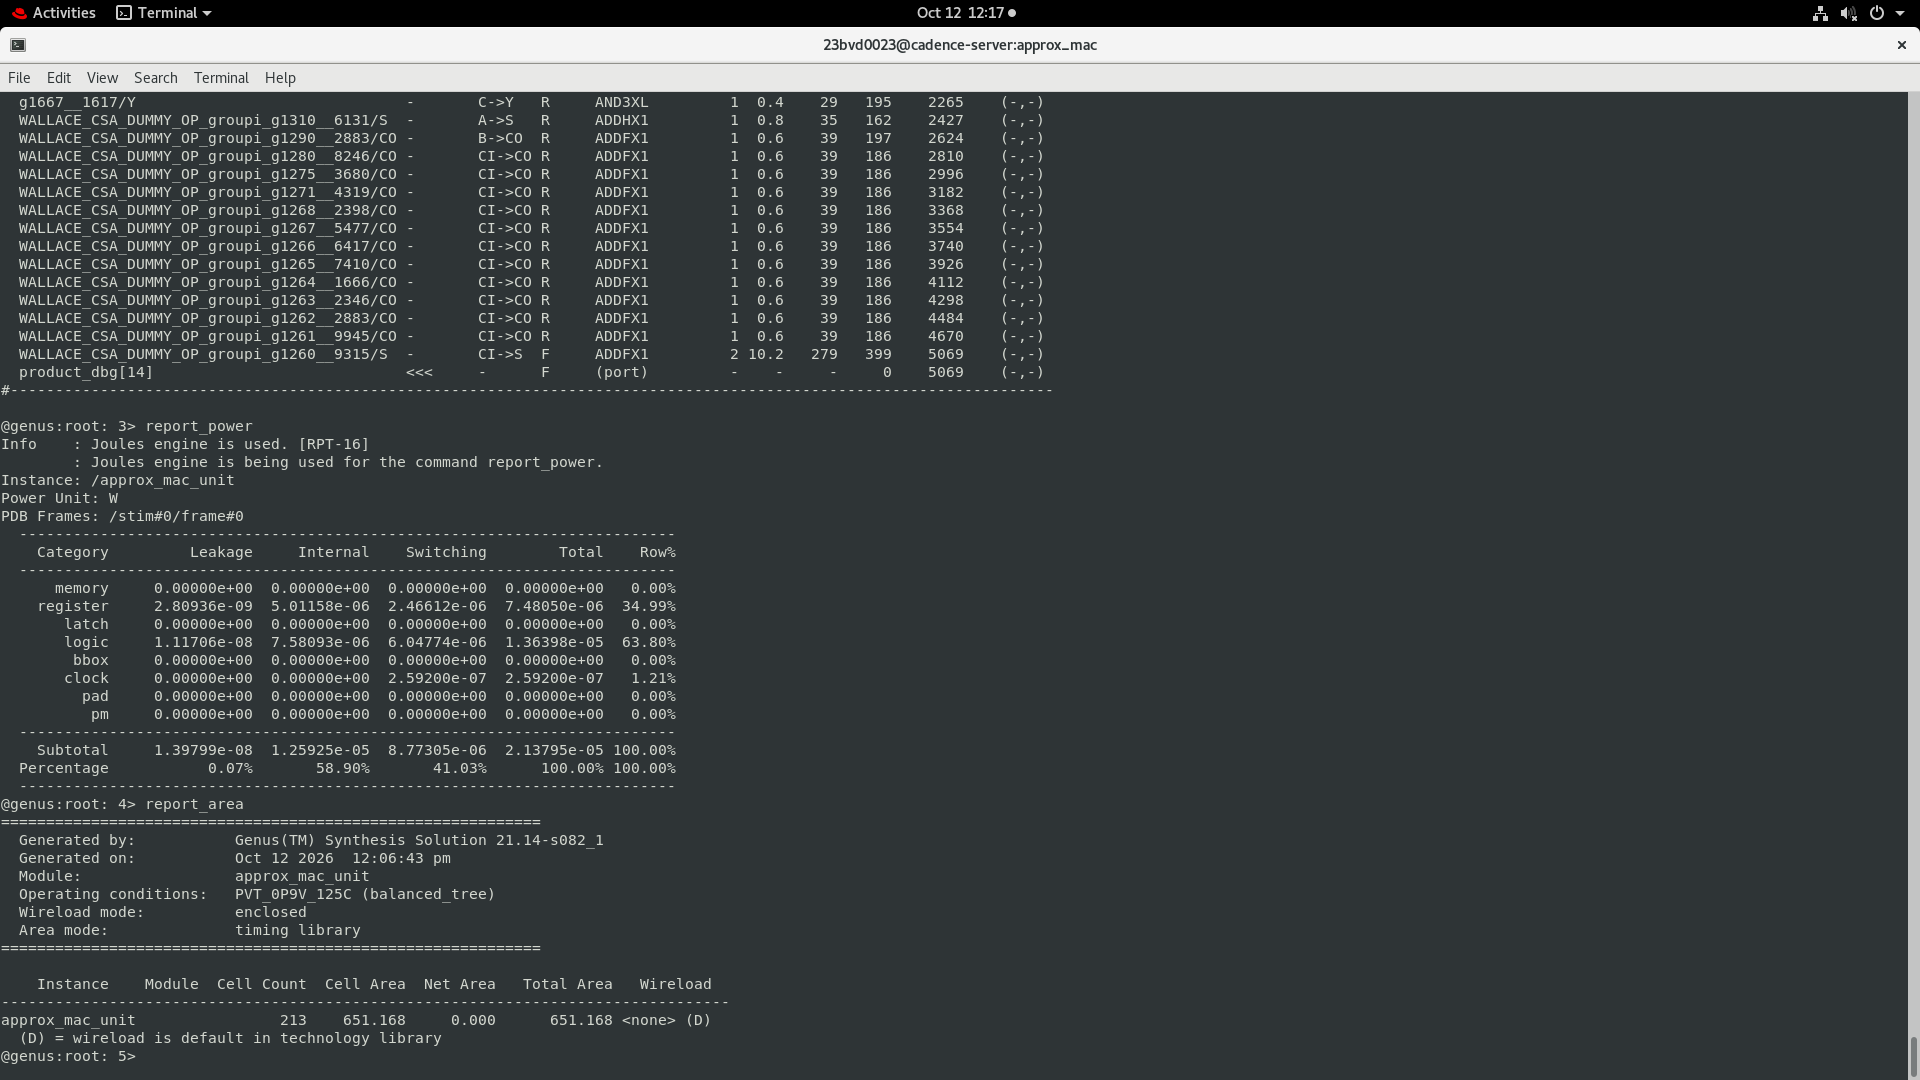 Activities Terminal Oct 12 12:17
23bvd0023@cadence-server:approx_mac
File Edit View Search Terminal Help
g1667__1617/Y - C->Y R AND3XL 1 0.4 29 195 2265 (-,-)
WALLACE_CSA_DUMMY_OP_groupi_g1310__6131/S - A->S R ADDHX1 1 0.8 35 162 2427 (-,-)
WALLACE_CSA_DUMMY_OP_groupi_g1290__2883/CO - B->CO R ADDFX1 1 0.6 39 197 2624 (-,-)
WALLACE_CSA_DUMMY_OP_groupi_g1280__8246/CO - CI->CO R ADDFX1 1 0.6 39 186 2810 (-,-)
WALLACE_CSA_DUMMY_OP_groupi_g1275__3680/CO - CI->CO R ADDFX1 1 0.6 39 186 2996 (-,-)
WALLACE_CSA_DUMMY_OP_groupi_g1271__4319/CO - CI->CO R ADDFX1 1 0.6 39 186 3182 (-,-)
WALLACE_CSA_DUMMY_OP_groupi_g1268__2398/CO - CI->CO R ADDFX1 1 0.6 39 186 3368 (-,-)
WALLACE_CSA_DUMMY_OP_groupi_g1267__5477/CO - CI->CO R ADDFX1 1 0.6 39 186 3554 (-,-)
WALLACE_CSA_DUMMY_OP_groupi_g1266__6417/CO - CI->CO R ADDFX1 1 0.6 39 186 3740 (-,-)
WALLACE_CSA_DUMMY_OP_groupi_g1265__7410/CO - CI->CO R ADDFX1 1 0.6 39 186 3926 (-,-)
WALLACE_CSA_DUMMY_OP_groupi_g1264__1666/CO - CI->CO R ADDFX1 1 0.6 39 186 4112 (-,-)
WALLACE_CSA_DUMMY_OP_groupi_g1263__2346/CO - CI->CO R ADDFX1 1 0.6 39 186 4298 (-,-)
WALLACE_CSA_DUMMY_OP_groupi_g1262__2883/CO - CI->CO R ADDFX1 1 0.6 39 186 4484 (-,-)
WALLACE_CSA_DUMMY_OP_groupi_g1261__9945/CO - CI->CO R ADDFX1 1 0.6 39 186 4670 (-,-)
WALLACE_CSA_DUMMY_OP_groupi_g1260__9315/S - CI->S F ADDFX1 2 10.2 279 399 5069 (-,-)
product_dbg[14] <<< - F (port) - - - 0 5069 (-,-)
#--------------------------------------------------------------------------------------------------------------------
@genus:root: 3> report_power
Info : Joules engine is used. [RPT-16]
: Joules engine is being used for the command report_power.
Instance: /approx_mac_unit
Power Unit: W
PDB Frames: /stim#0/frame#0
-------------------------------------------------------------------------
Category Leakage Internal Switching Total Row%
-------------------------------------------------------------------------
memory 0.00000e+00 0.00000e+00 0.00000e+00 0.00000e+00 0.00%
register 2.80936e-09 5.01158e-06 2.46612e-06 7.48050e-06 34.99%
latch 0.00000e+00 0.00000e+00 0.00000e+00 0.00000e+00 0.00%
logic 1.11706e-08 7.58093e-06 6.04774e-06 1.36398e-05 63.80%
bbox 0.00000e+00 0.00000e+00 0.00000e+00 0.00000e+00 0.00%
clock 0.00000e+00 0.00000e+00 2.59200e-07 2.59200e-07 1.21%
pad 0.00000e+00 0.00000e+00 0.00000e+00 0.00000e+00 0.00%
pm 0.00000e+00 0.00000e+00 0.00000e+00 0.00000e+00 0.00%
-------------------------------------------------------------------------
Subtotal 1.39799e-08 1.25925e-05 8.77305e-06 2.13795e-05 100.00%
Percentage 0.07% 58.90% 41.03% 100.00% 100.00%
-------------------------------------------------------------------------
@genus:root: 4> report_area
============================================================
Generated by: Genus(TM) Synthesis Solution 21.14-s082_1
Generated on: Oct 12 2026 12:06:43 pm
Module: approx_mac_unit
Operating conditions: PVT_0P9V_125C (balanced_tree)
Wireload mode: enclosed
Area mode: timing library
============================================================
Instance Module Cell Count Cell Area Net Area Total Area Wireload
---------------------------------------------------------------------------------
approx_mac_unit 213 651.168 0.000 651.168 <none> (D)
(D) = wireload is default in technology library
@genus:root: 5>